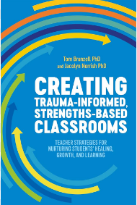 Tom Brunzell, PhD
and Jacolyn Norrish PhD
CREATING
TRAUMA-INFORMED,
STRENGTHS-BASED
CLASSROOMS
TEACHER STRATEGIES FOR
NURTURING STUDENTS' HEALING,
GROWTH, AND LEARNING